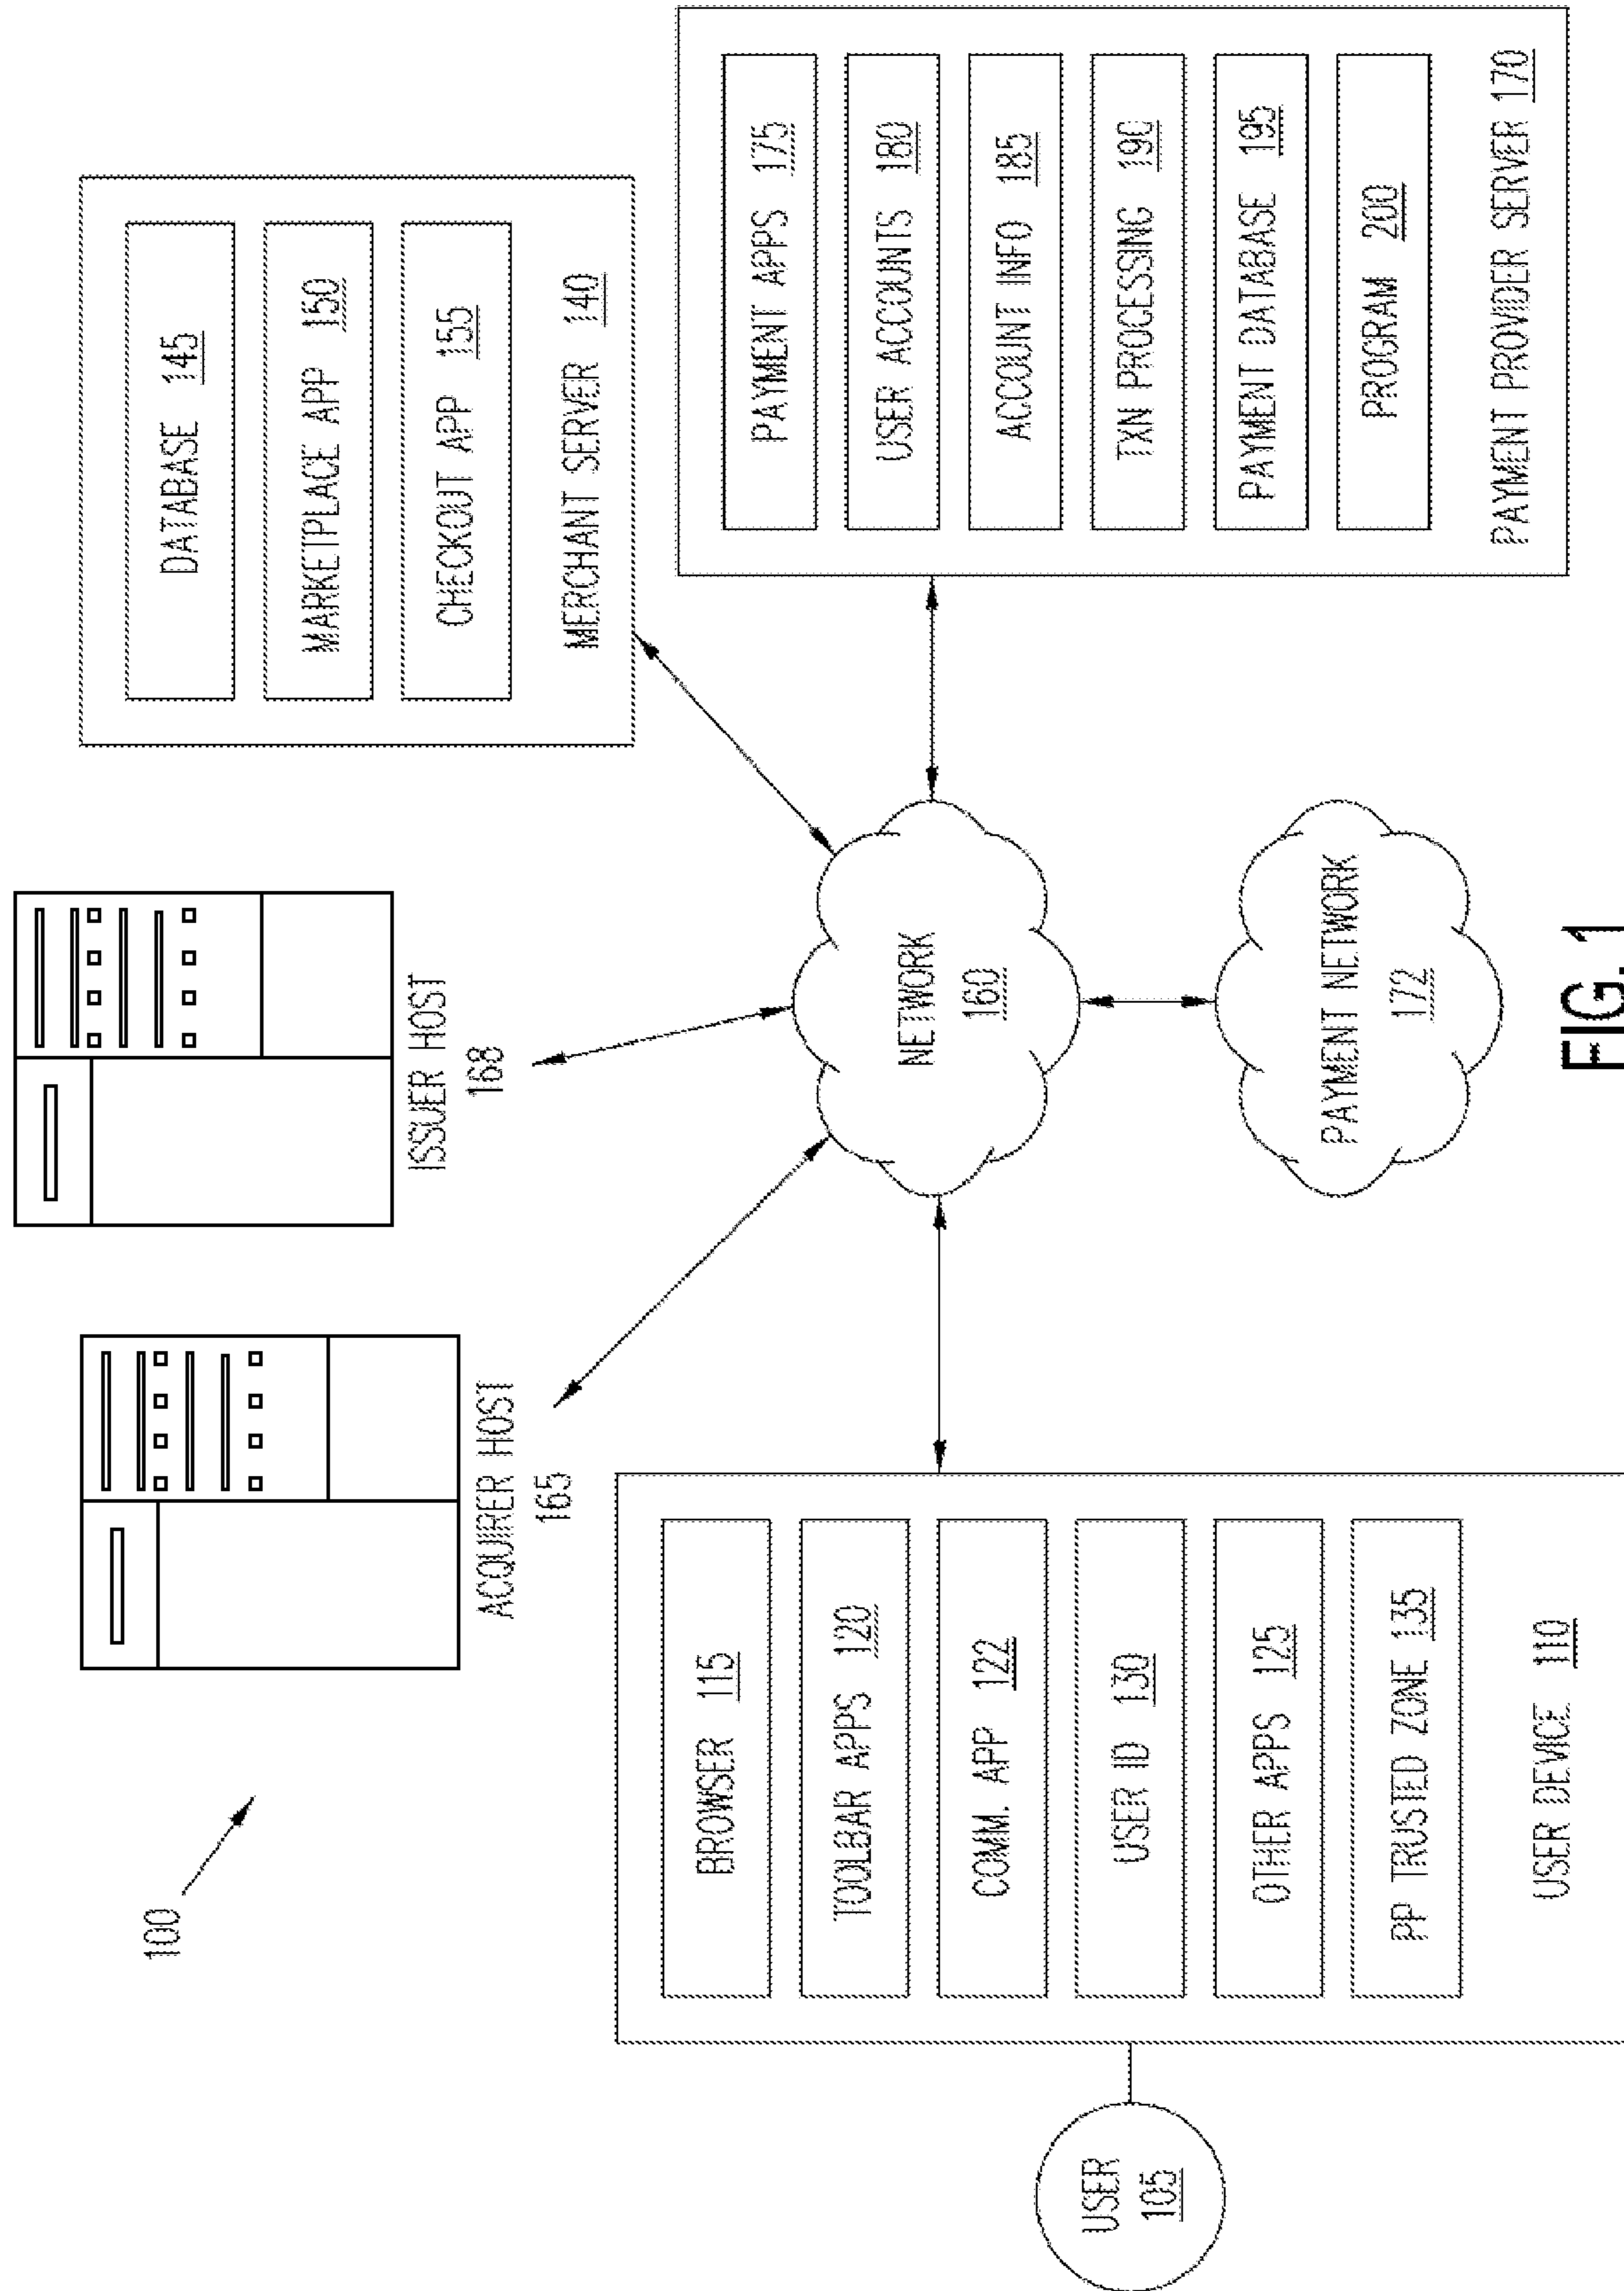 100
ACQUIRER HOST
165
ISSUER HOST
168
DATABASE 145
MARKETPLACE APP 150
CHECKOUT APP 155
MERCHANT SERVER 140
USER
105
BROWSER 115
TOOLBAR APPS 120
COMM. APP 122
USER ID 130
OTHER APPS 125
PP TRUSTED ZONE 135
USER DEVICE 110
NETWORK
160
PAYMENT NETWORK
172
PAYMENT APPS 175
USER ACCOUNTS 180
ACCOUNT INFO 185
TXN PROCESSING 190
PAYMENT DATABASE 195
PROGRAM 200
PAYMENT PROVIDER SERVER 170
FIG. 1